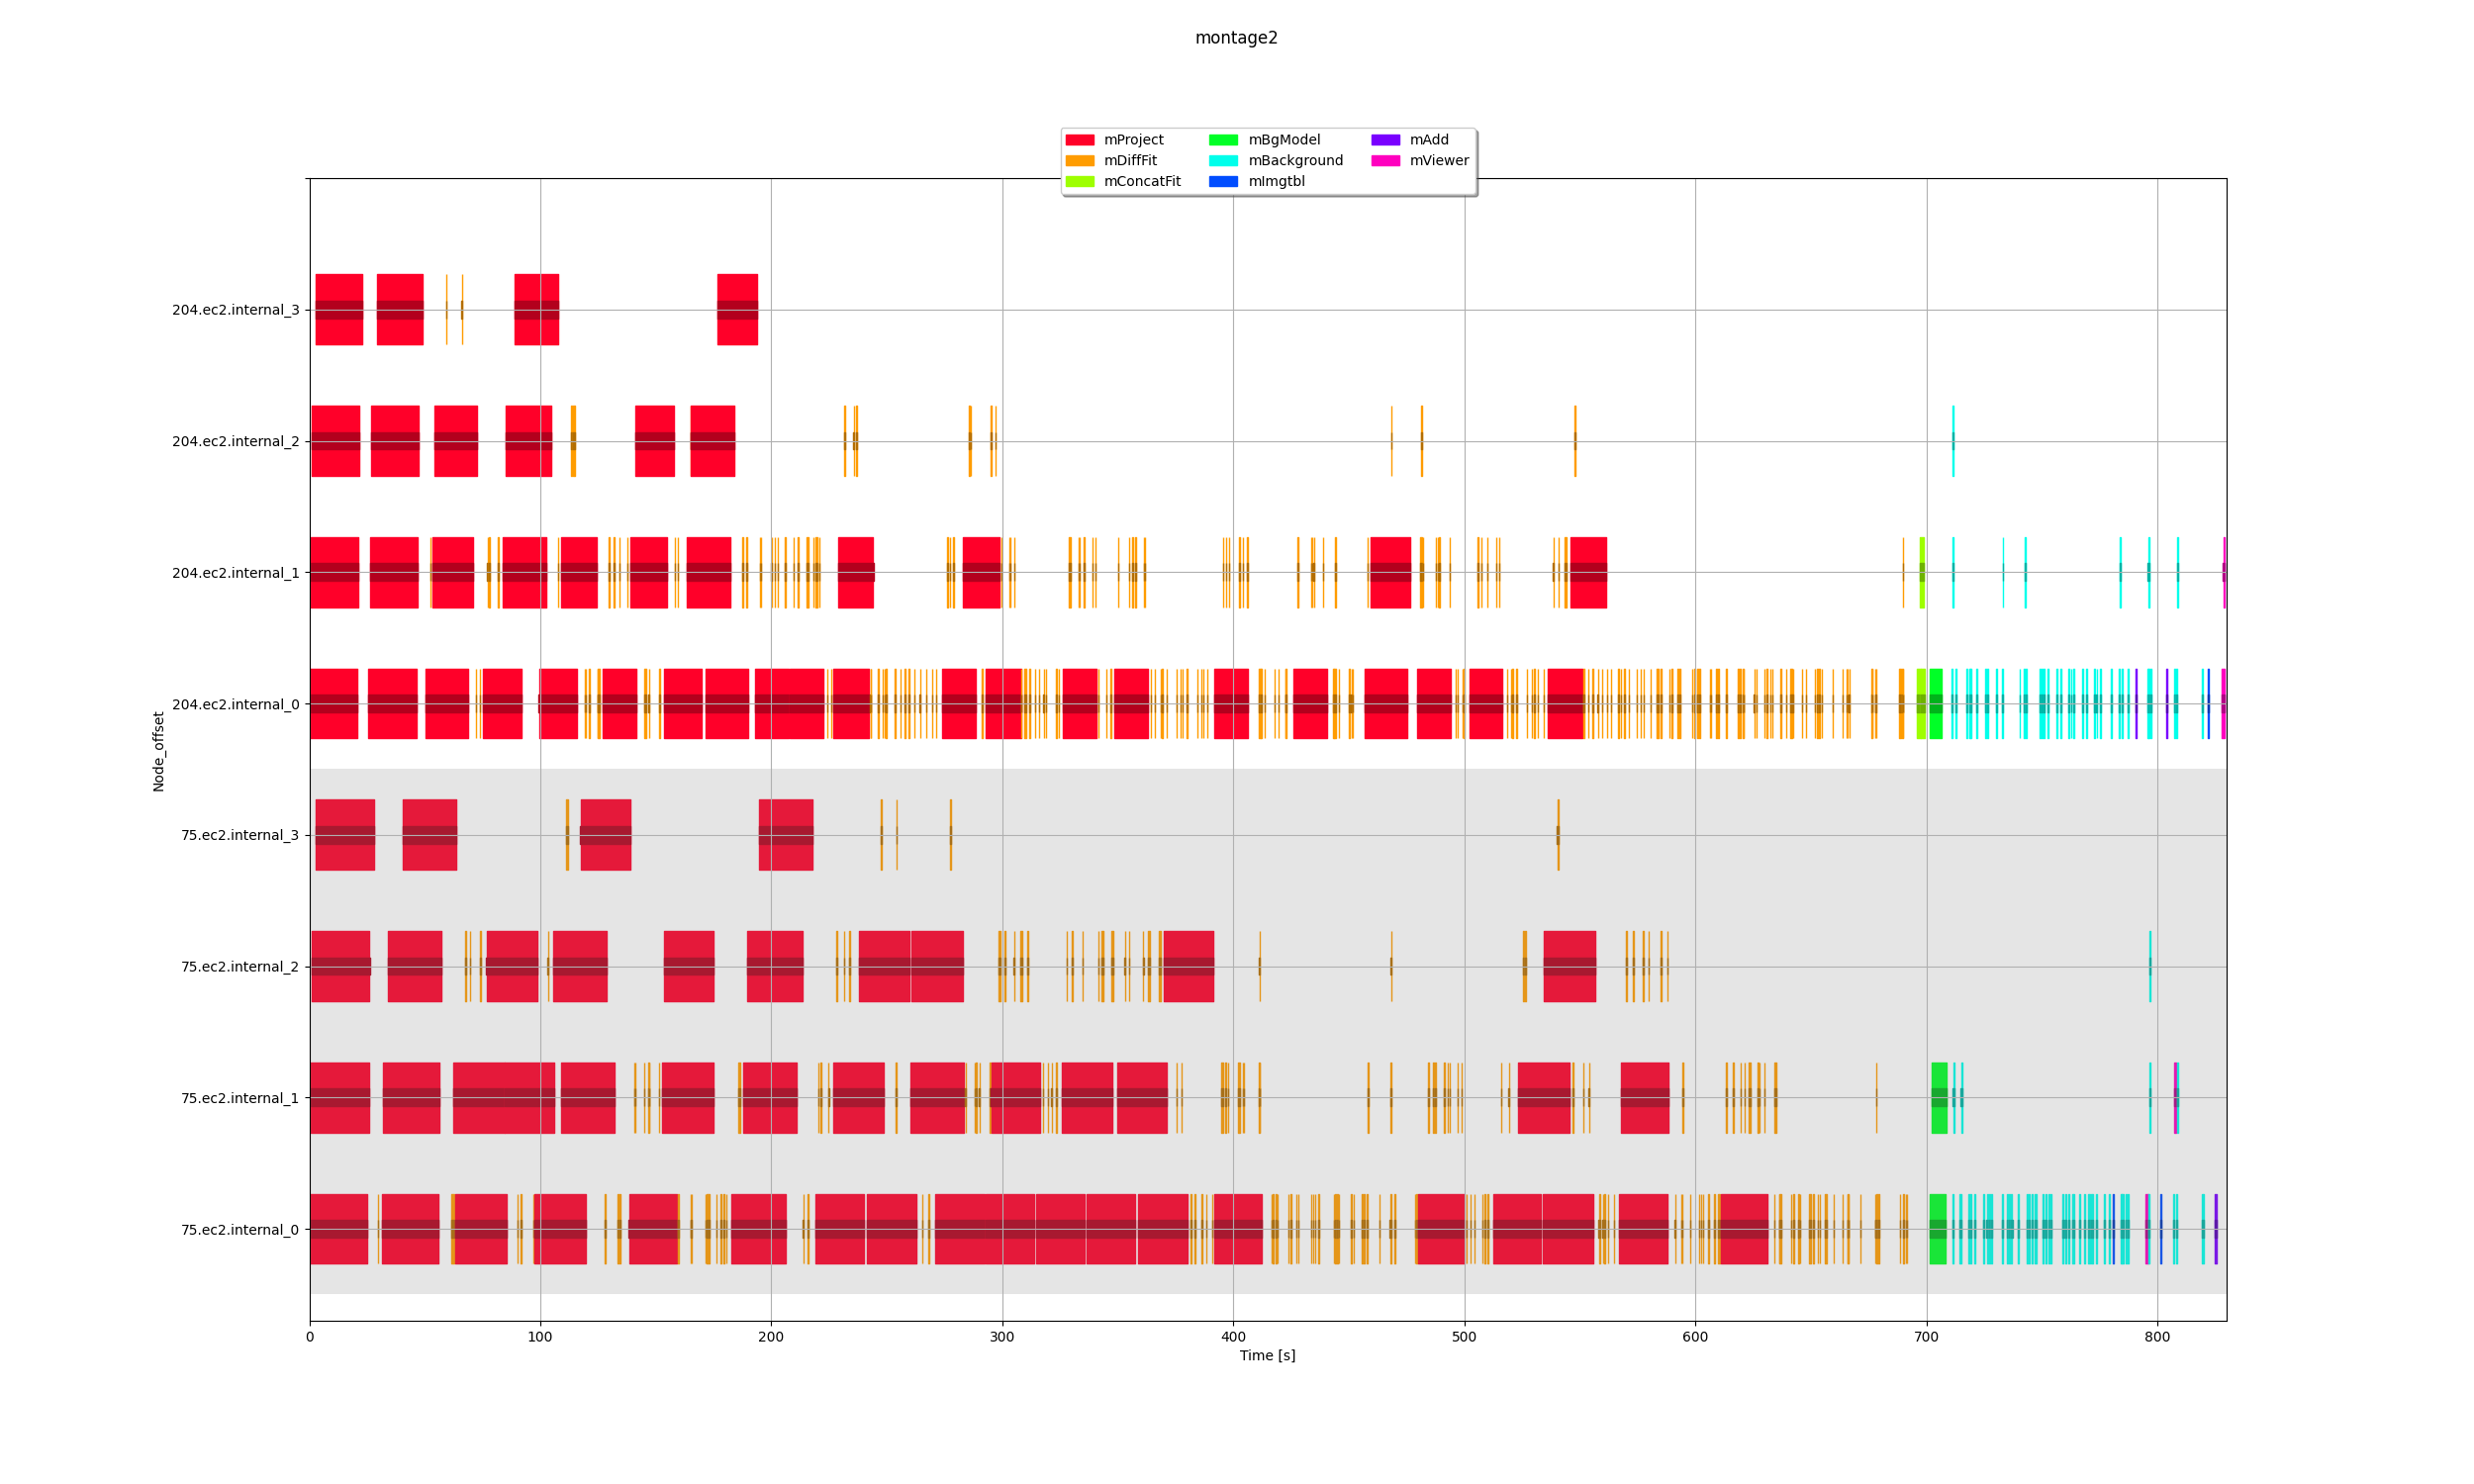 montage2
mProject
mDiffFit
mConcatFit
mBgModel
mBackground
mImgtbl
mAdd
mViewer
Node_offset
204.ec2.internal_3
204.ec2.internal_2
204.ec2.internal_1
204.ec2.internal_0
75.ec2.internal_3
75.ec2.internal_2
75.ec2.internal_1
75.ec2.internal_0
0 100 200 300 400 500 600 700 800
Time [s]